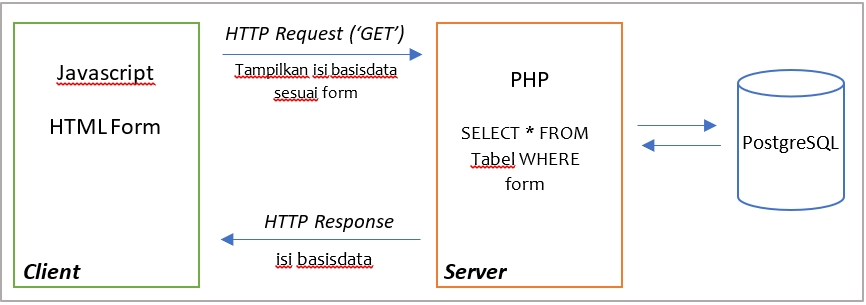 Javascript
HTML Form
Client
HTTP Request (‘GET’)
Tampilkan isi basisdata
sesuai form
HTTP Response
isi basisdata
PHP
SELECT * FROM
Tabel WHERE
form
Server
PostgreSQL